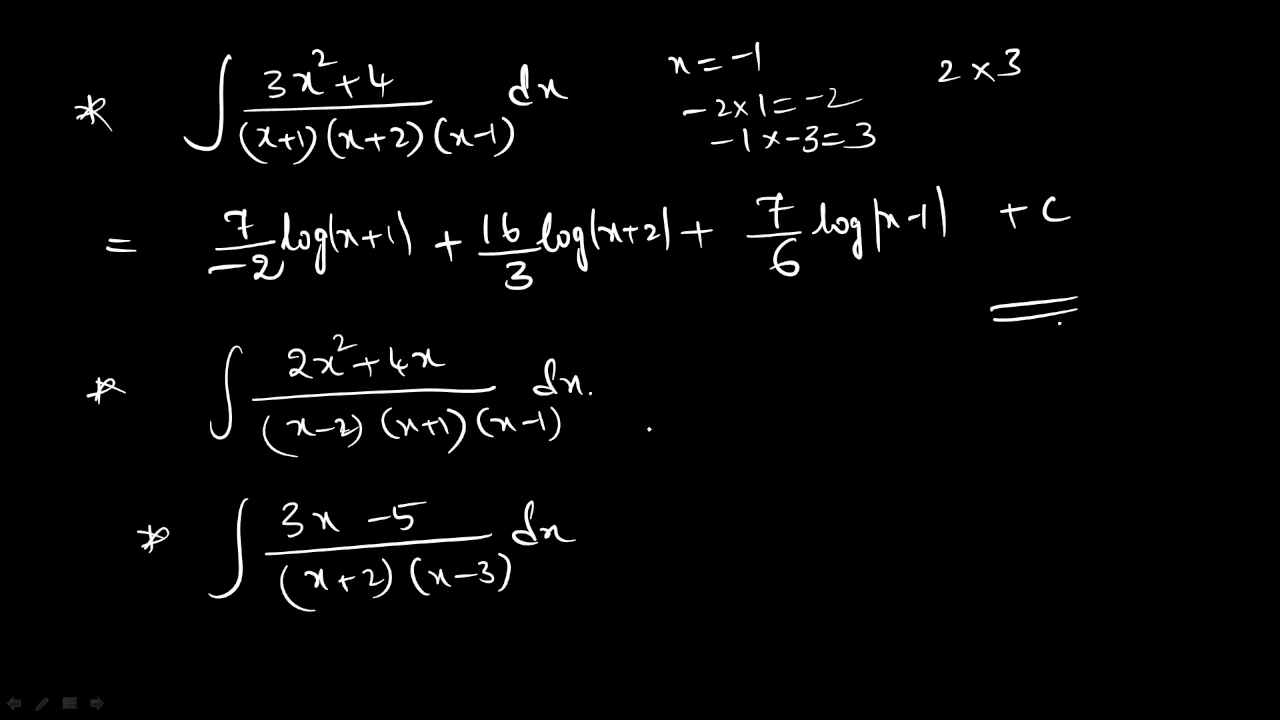 * ∫ (3x² + 4)/((x+1)(x+2)(x-1)) dx x = -1 2 × 3
-2 × 1 = -2
-1 × -3 = 3
= 7/-2 log|x+1| + 16/3 log|x+2| + 7/6 log|x-1| + c
* ∫ (2x² + 4x)/((x-2)(x+1)(x-1)) dx.
* ∫ (3x - 5)/((x+2)(x-3)) dx